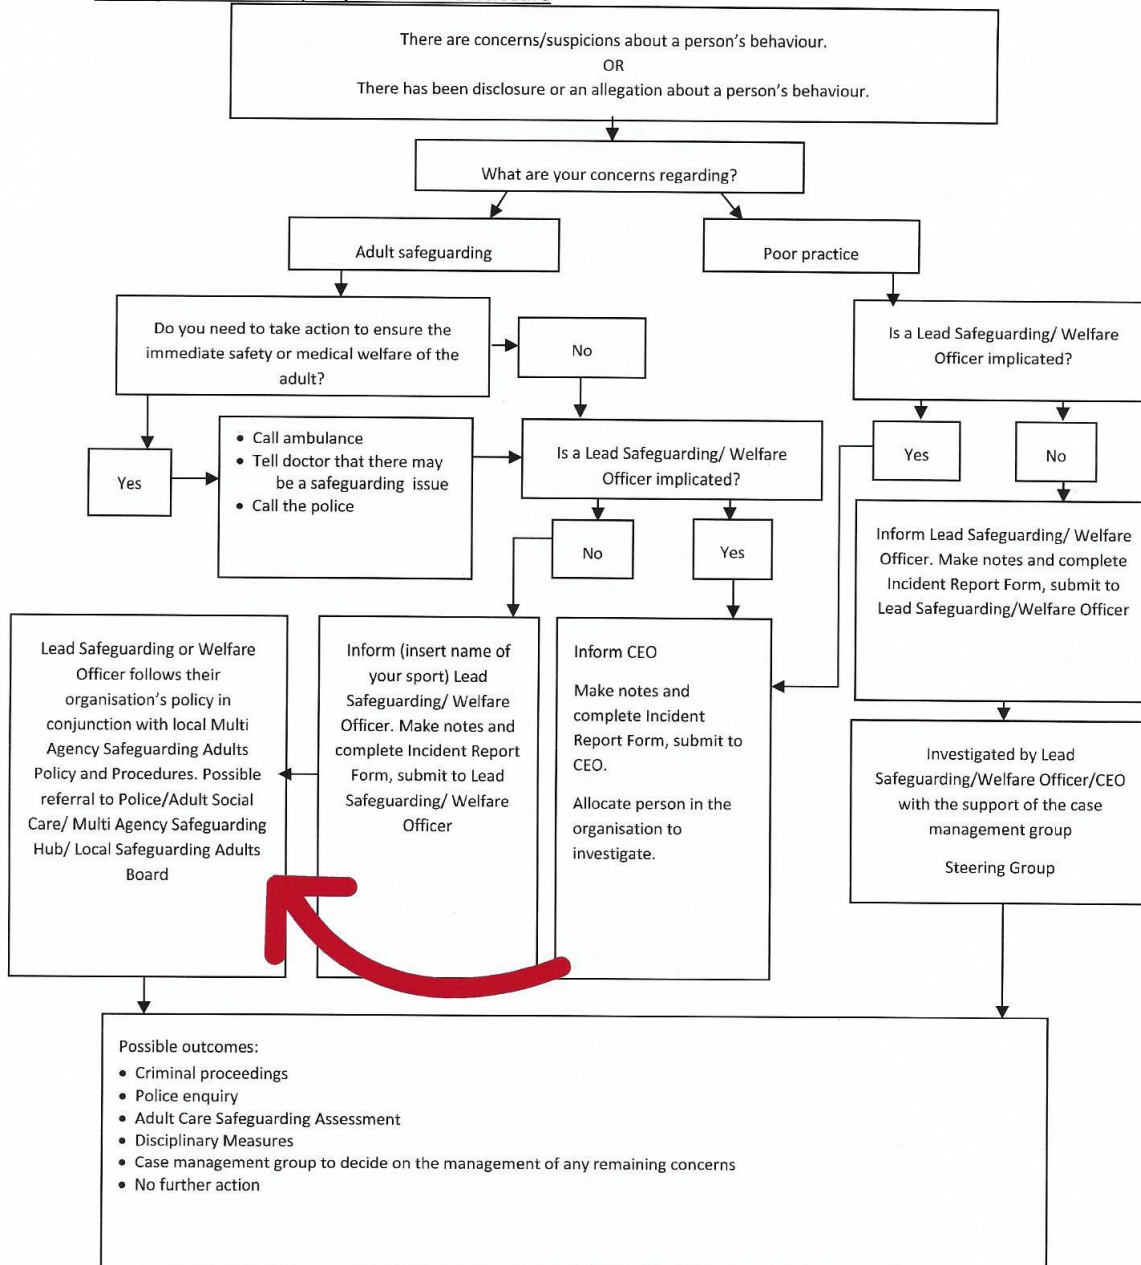 There are concerns/suspicions about a person's behaviour.
OR
There has been disclosure or an allegation about a person's behaviour.
What are your concerns regarding?
Adult safeguarding
Poor practice
Do you need to take action to ensure the
immediate safety or medical welfare of the
adult?
No
Is a Lead Safeguarding/ Welfare
Officer implicated?
Yes
• Call ambulance
• Tell doctor that there may
be a safeguarding issue
• Call the police
Is a Lead Safeguarding/ Welfare
Officer implicated?
Yes
No
No
Yes
Inform Lead Safeguarding/ Welfare
Officer. Make notes and complete
Incident Report Form, submit to
Lead Safeguarding/Welfare Officer
Lead Safeguarding or Welfare
Officer follows their
organisation's policy in
conjunction with local Multi
Agency Safeguarding Adults
Policy and Procedures. Possible
referral to Police/Adult Social
Care/ Multi Agency Safeguarding
Hub/ Local Safeguarding Adults
Board
Inform (insert name of
your sport) Lead
Safeguarding/ Welfare
Officer. Make notes and
complete Incident Report
Form, submit to Lead
Safeguarding/ Welfare
Officer
Inform CEO
Make notes and
complete Incident
Report Form, submit to
CEO.
Allocate person in the
organisation to
investigate.
Investigated by Lead
Safeguarding/Welfare Officer/CEO
with the support of the case
management group
Steering Group
Possible outcomes:
• Criminal proceedings
• Police enquiry
• Adult Care Safeguarding Assessment
• Disciplinary Measures
• Case management group to decide on the management of any remaining concerns
• No further action